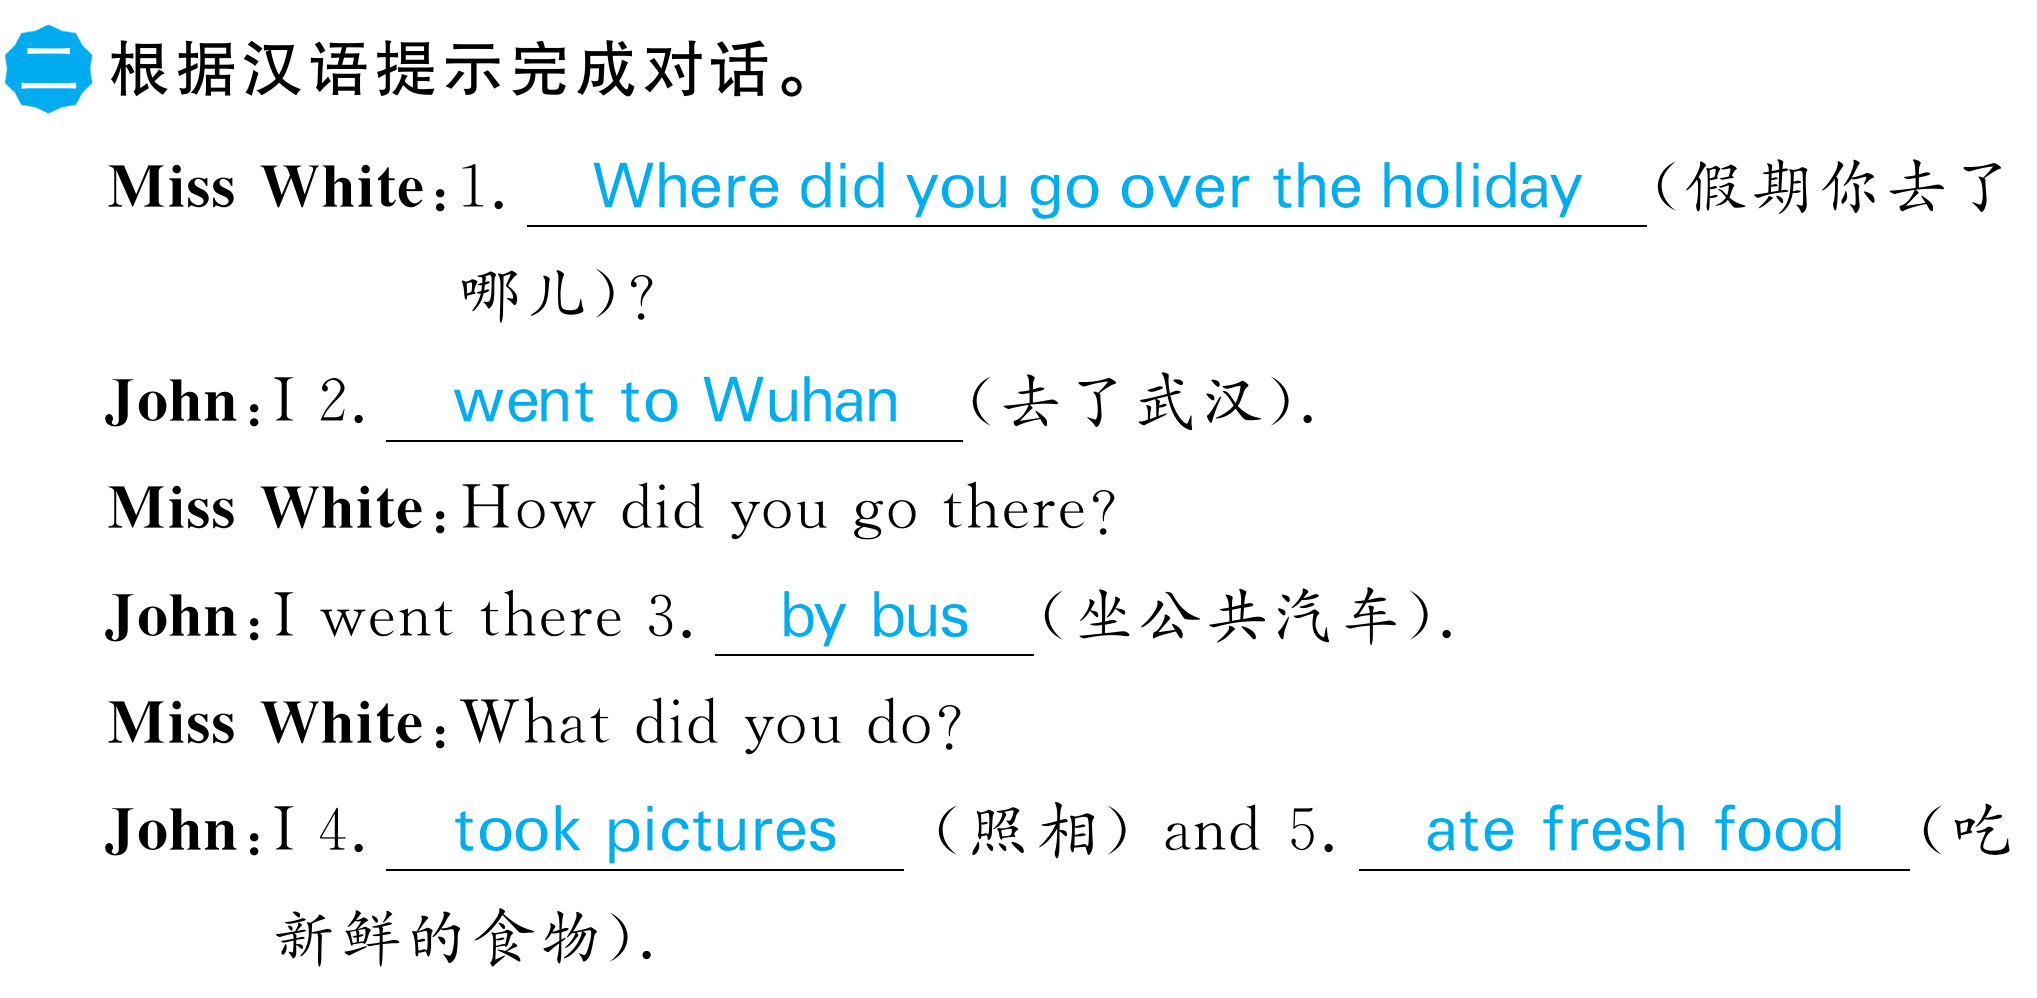 二 根据汉语提示完成对话。
Miss White:1. Where did you go over the holiday (假期你去了
哪儿)?
John:I 2. went to Wuhan (去了武汉).
Miss White:How did you go there?
John:I went there 3. by bus (坐公共汽车).
Miss White:What did you do?
John:I 4. took pictures (照相) and 5. ate fresh food (吃
新鲜的食物).